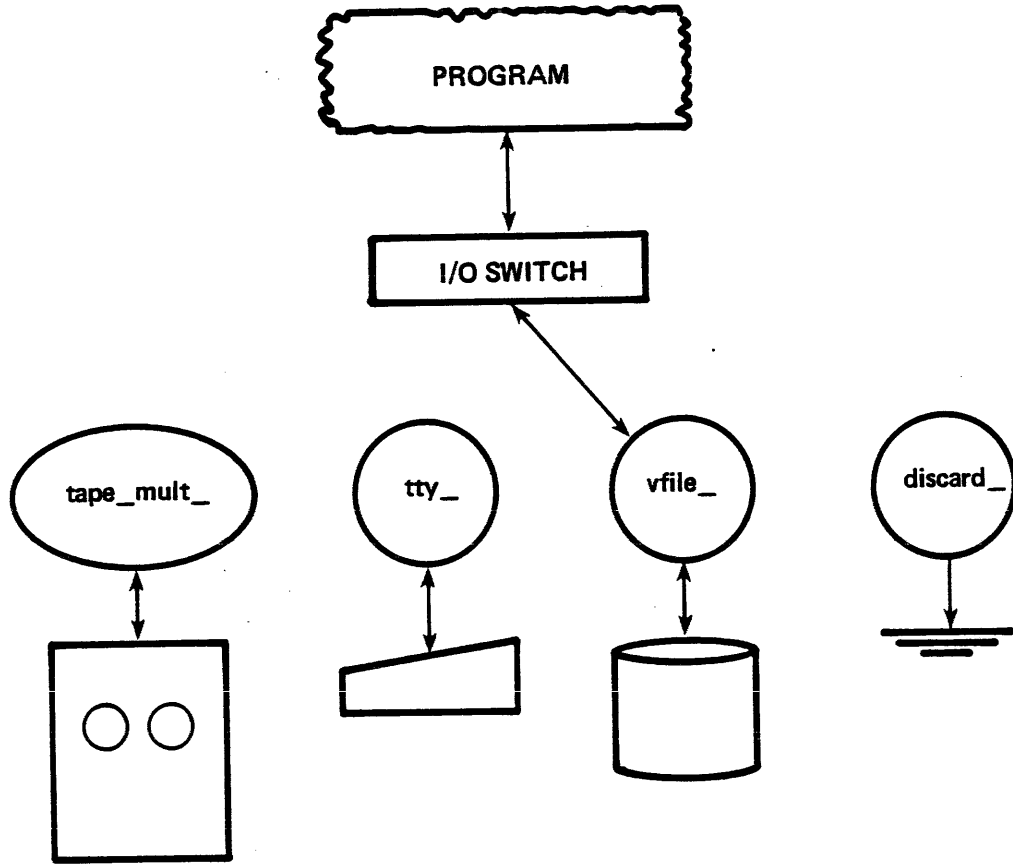 PROGRAM
I/O SWITCH
tape_mult_
tty_
vfile_
discard_